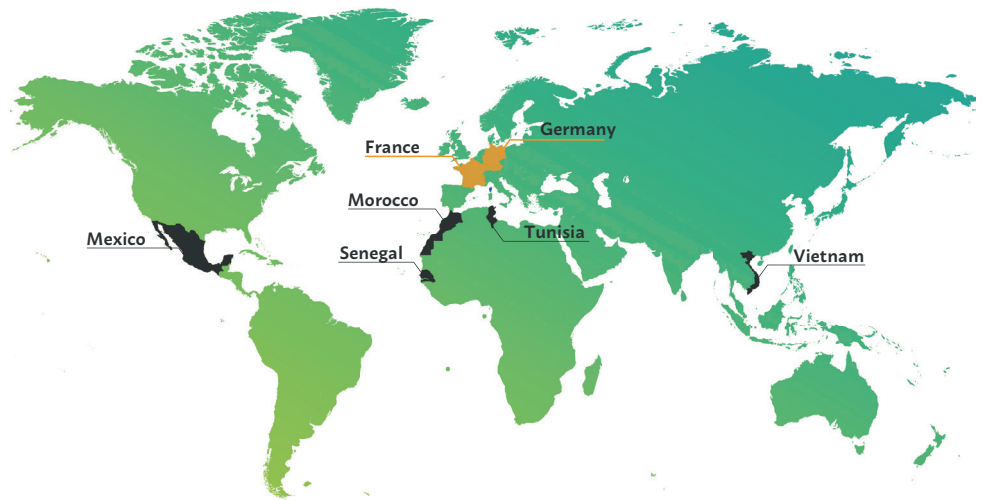 Germany
France
Morocco
Tunisia
Mexico
Senegal
Vietnam